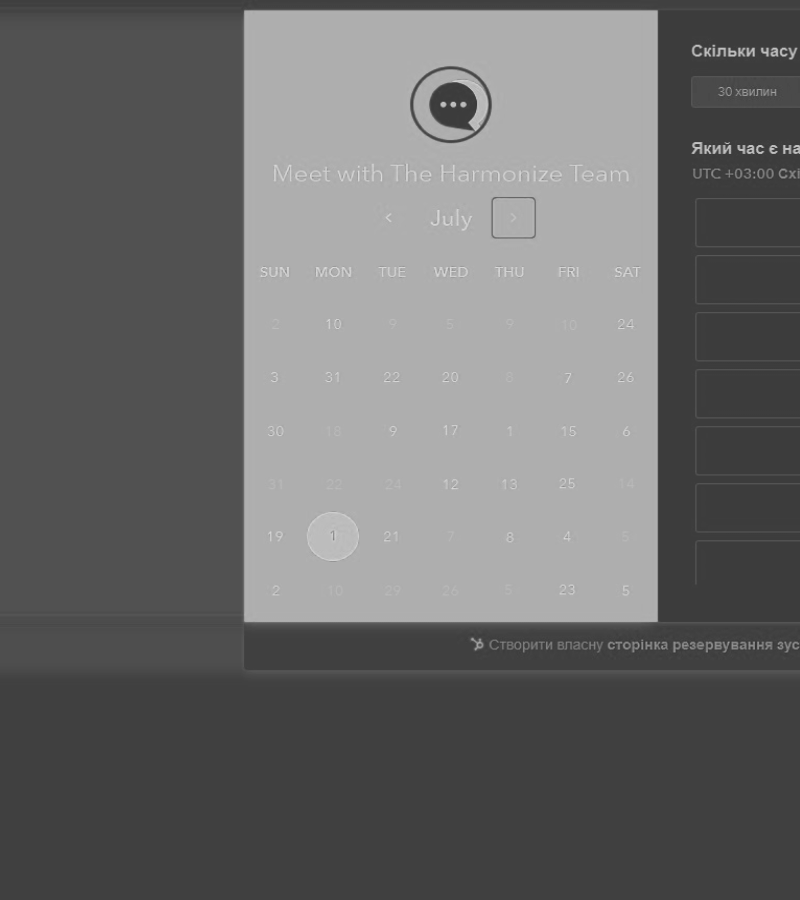 Meet with The Harmonize Team
July
SUN MON TUE WED THU FRI SAT
2 10 9 5 9 10 24
3 31 22 20 8 7 26
30 18 9 17 1 15 6
31 22 24 12 13 25 14
19 1 21 7 8 4 5
2 10 29 26 5 23 5
Скільки часу
30 хвилин
Який час є на
UTC +03:00 Схі
Створити власну сторінка резервування зус